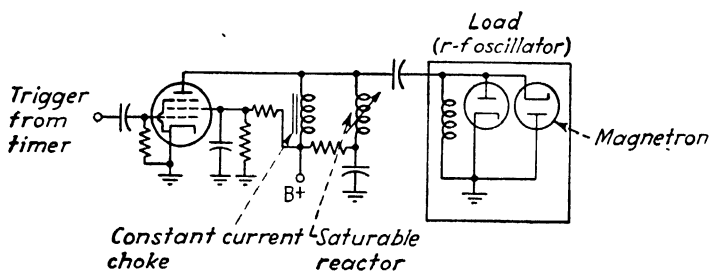 Load
(r-f oscillator)
Trigger
from
timer
Magnetron
B+
Constant current
choke
Saturable
reactor